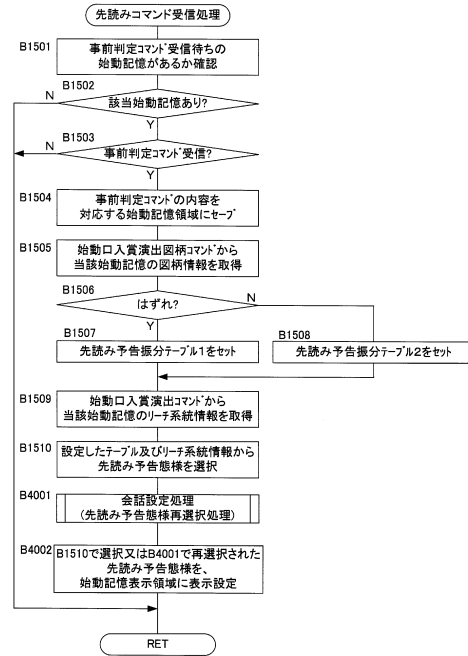 先読みコマンド受信処理
B1501
事前判定コマンド受信待ちの
始動記憶があるか確認
B1502
N
該当始動記憶あり?
Y
B1503
N
事前判定コマンド受信?
Y
B1504
事前判定コマンドの内容を
対応する始動記憶領域にセーブ
B1505
始動口入賞演出図柄コマンドから
当該始動記憶の図柄情報を取得
B1506
はずれ?
N
Y
B1507
先読み予告振分テーブル1をセット
B1508
先読み予告振分テーブル2をセット
B1509
始動口入賞演出コマンドから
当該始動記憶のリーチ系統情報を取得
B1510
設定したテーブル及びリーチ系統情報から
先読み予告態様を選択
B4001
会話設定処理
(先読み予告態様再選択処理)
B4002
B1510で選択又はB4001で再選択された
先読み予告態様を、
始動記憶表示領域に表示設定
RET